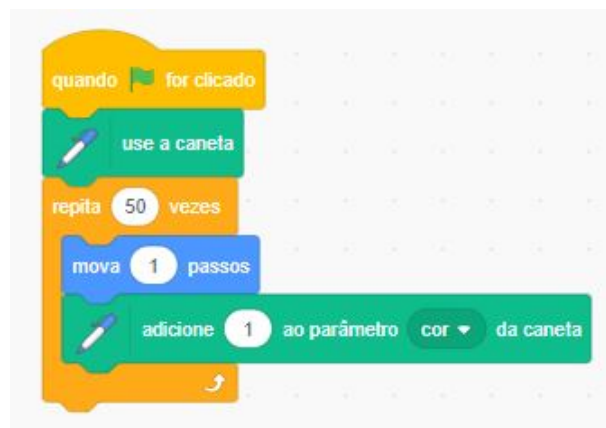 quando for clicado
use a caneta
repita 50 vezes
mova 1 passos
adicione 1 ao parâmetro cor da caneta